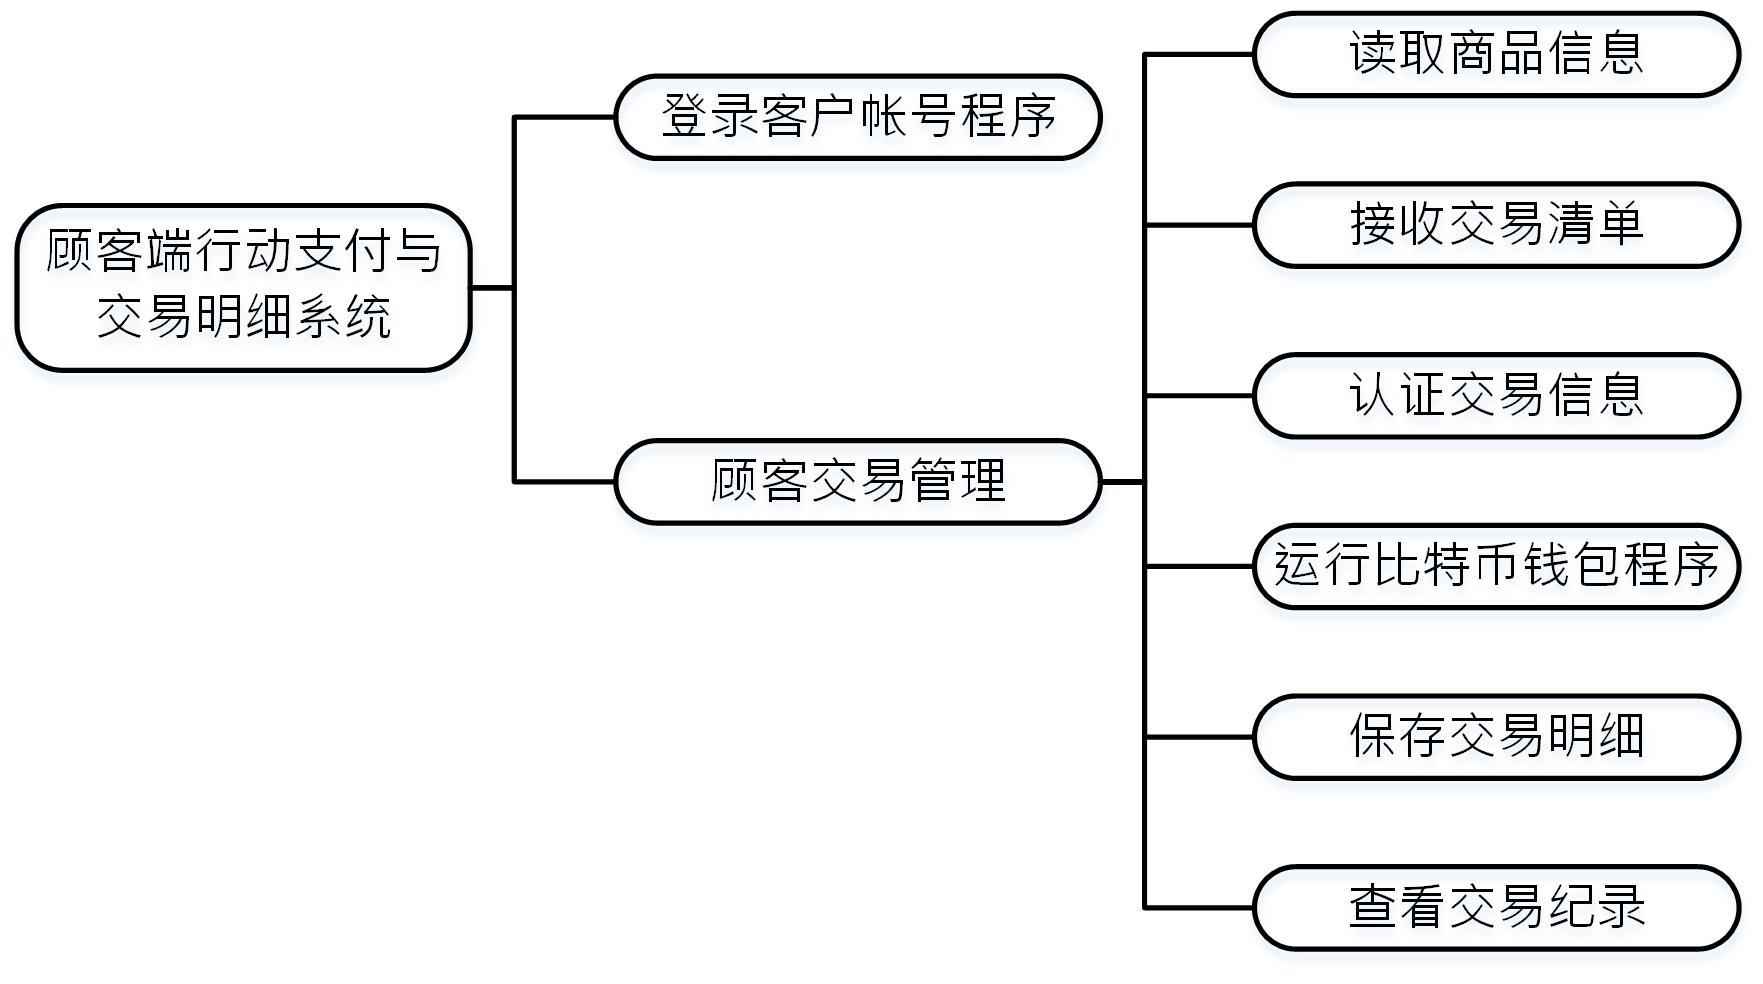 顾客端行动支付与
交易明细系统
登录客户帐号程序
顾客交易管理
读取商品信息
接收交易清单
认证交易信息
运行比特币钱包程序
保存交易明细
查看交易纪录